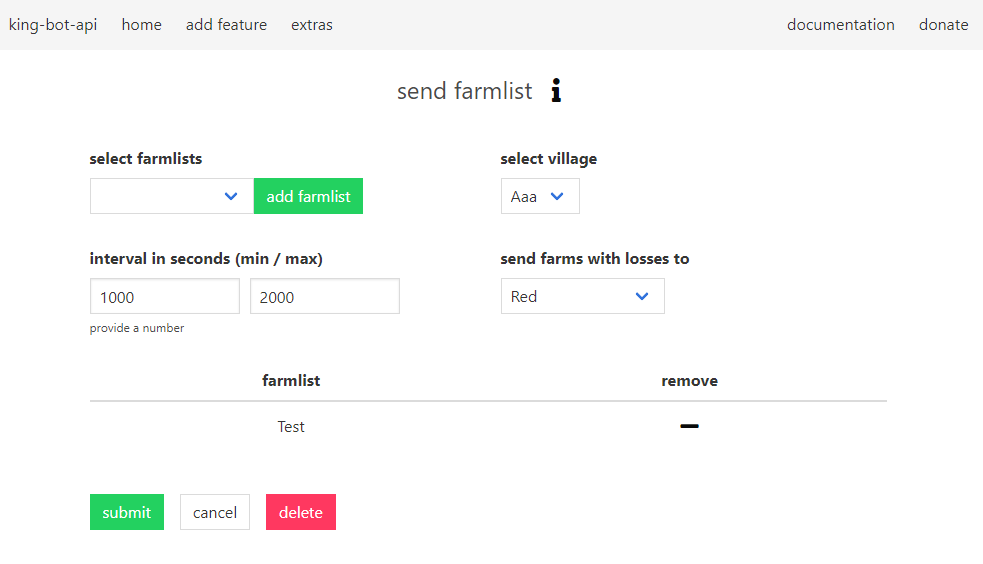 king-bot-api home add feature extras documentation donate
send farmlist
select farmlists select village
add farmlist Aaa
interval in seconds (min / max) send farms with losses to
1000 2000 Red
provide a number
farmlist remove
Test
submit cancel delete